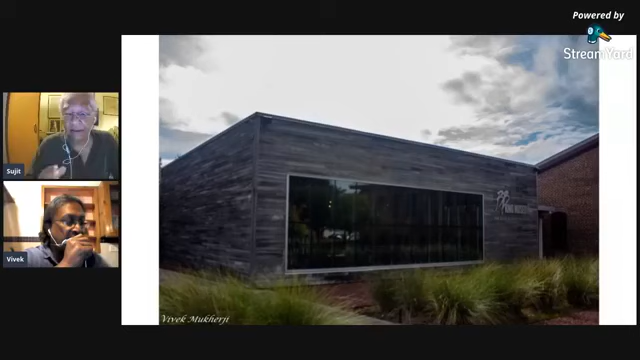 Powered by
StreamYard
Sujit
Vivek
Vivek Mukherji